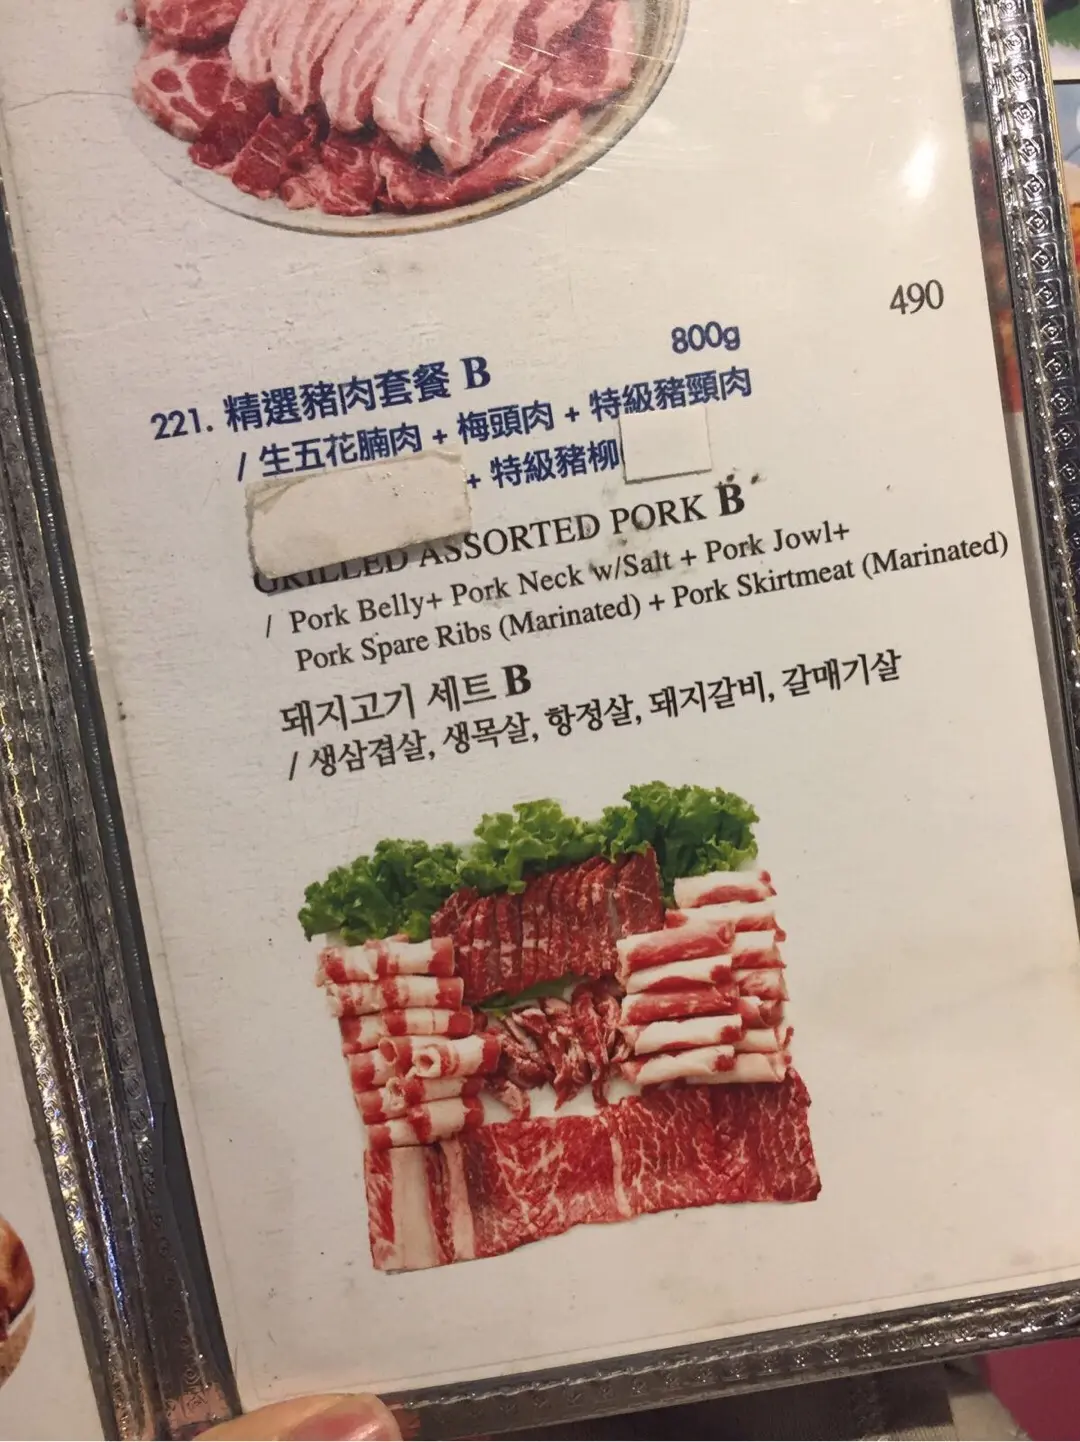 490
800g
221. 精選豬肉套餐 B
/ 生五花腩肉 + 梅頭肉 + 特級豬頸肉
+ 特級豬柳
GRILLED ASSORTED PORK B
/ Pork Belly+ Pork Neck w/Salt + Pork Jowl+
Pork Spare Ribs (Marinated) + Pork Skirtmeat (Marinated)
돼지고기 세트 B
/ 생삼겹살, 생목살, 항정살, 돼지갈비, 갈매기살